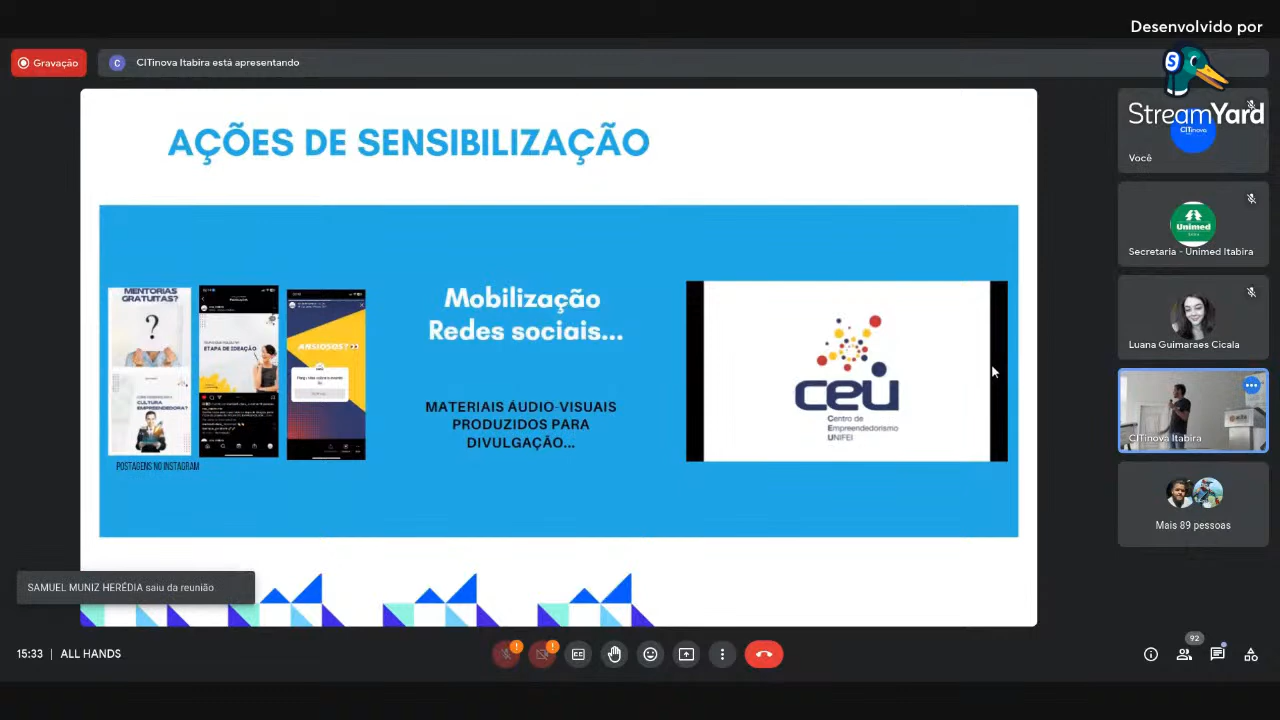 Desenvolvido por
StreamYard
Gravação
C
CITinova Itabira está apresentando
AÇÕES DE SENSIBILIZAÇÃO
MENTORIAS
GRATUITAS?
?
ETAPA DE IDEAÇÃO
CULTURA
EMPREENDEDORA?
POSTAGENS NO INSTAGRAM
Mobilização
Redes sociais...
MATERIAIS ÁUDIO-VISUAIS
PRODUZIDOS PARA
DIVULGAÇÃO...
ceu
Centro de
Empreendedorismo
UNIFEI
CITinova
Você
Unimed
Secretaria - Unimed Itabira
Luana Guimaraes Cicala
CITinova Itabira
Mais 89 pessoas
SAMUEL MUNIZ HERÉDIA saiu da reunião
15:33 | ALL HANDS
92